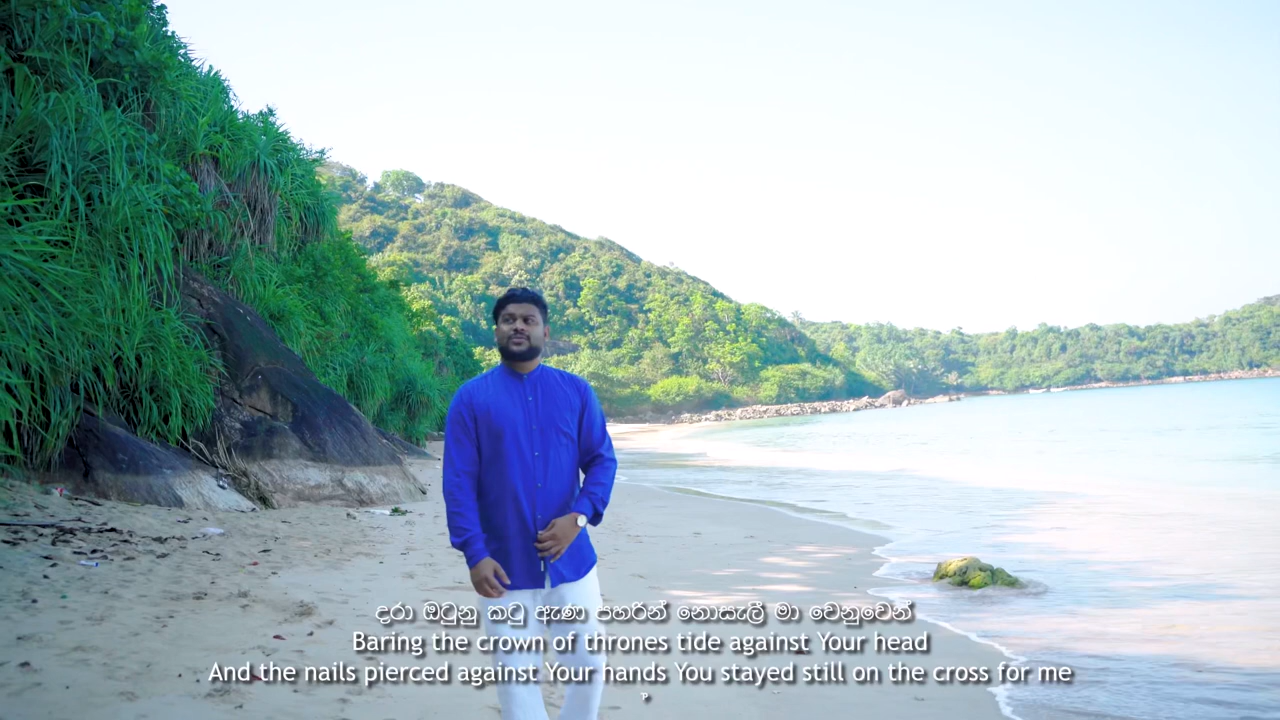 දරා ඔටුනු කටු ඇණ පහරින් නොසැලී මා වෙනුවෙන්
Baring the crown of thrones tide against Your head
And the nails pierced against Your hands You stayed still on the cross for me